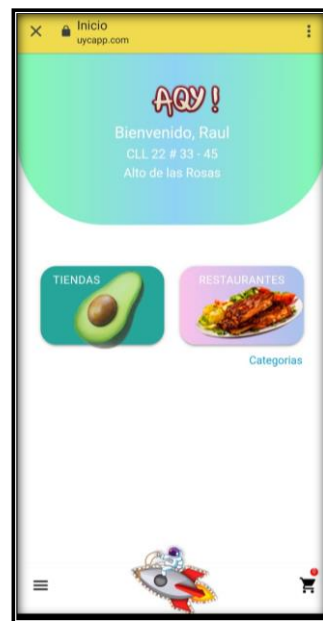 Inicio
uycapp.com
AQY !
Bienvenido, Raul
CLL 22 # 33 - 45
Alto de las Rosas
TIENDAS
RESTAURANTES
Categorias